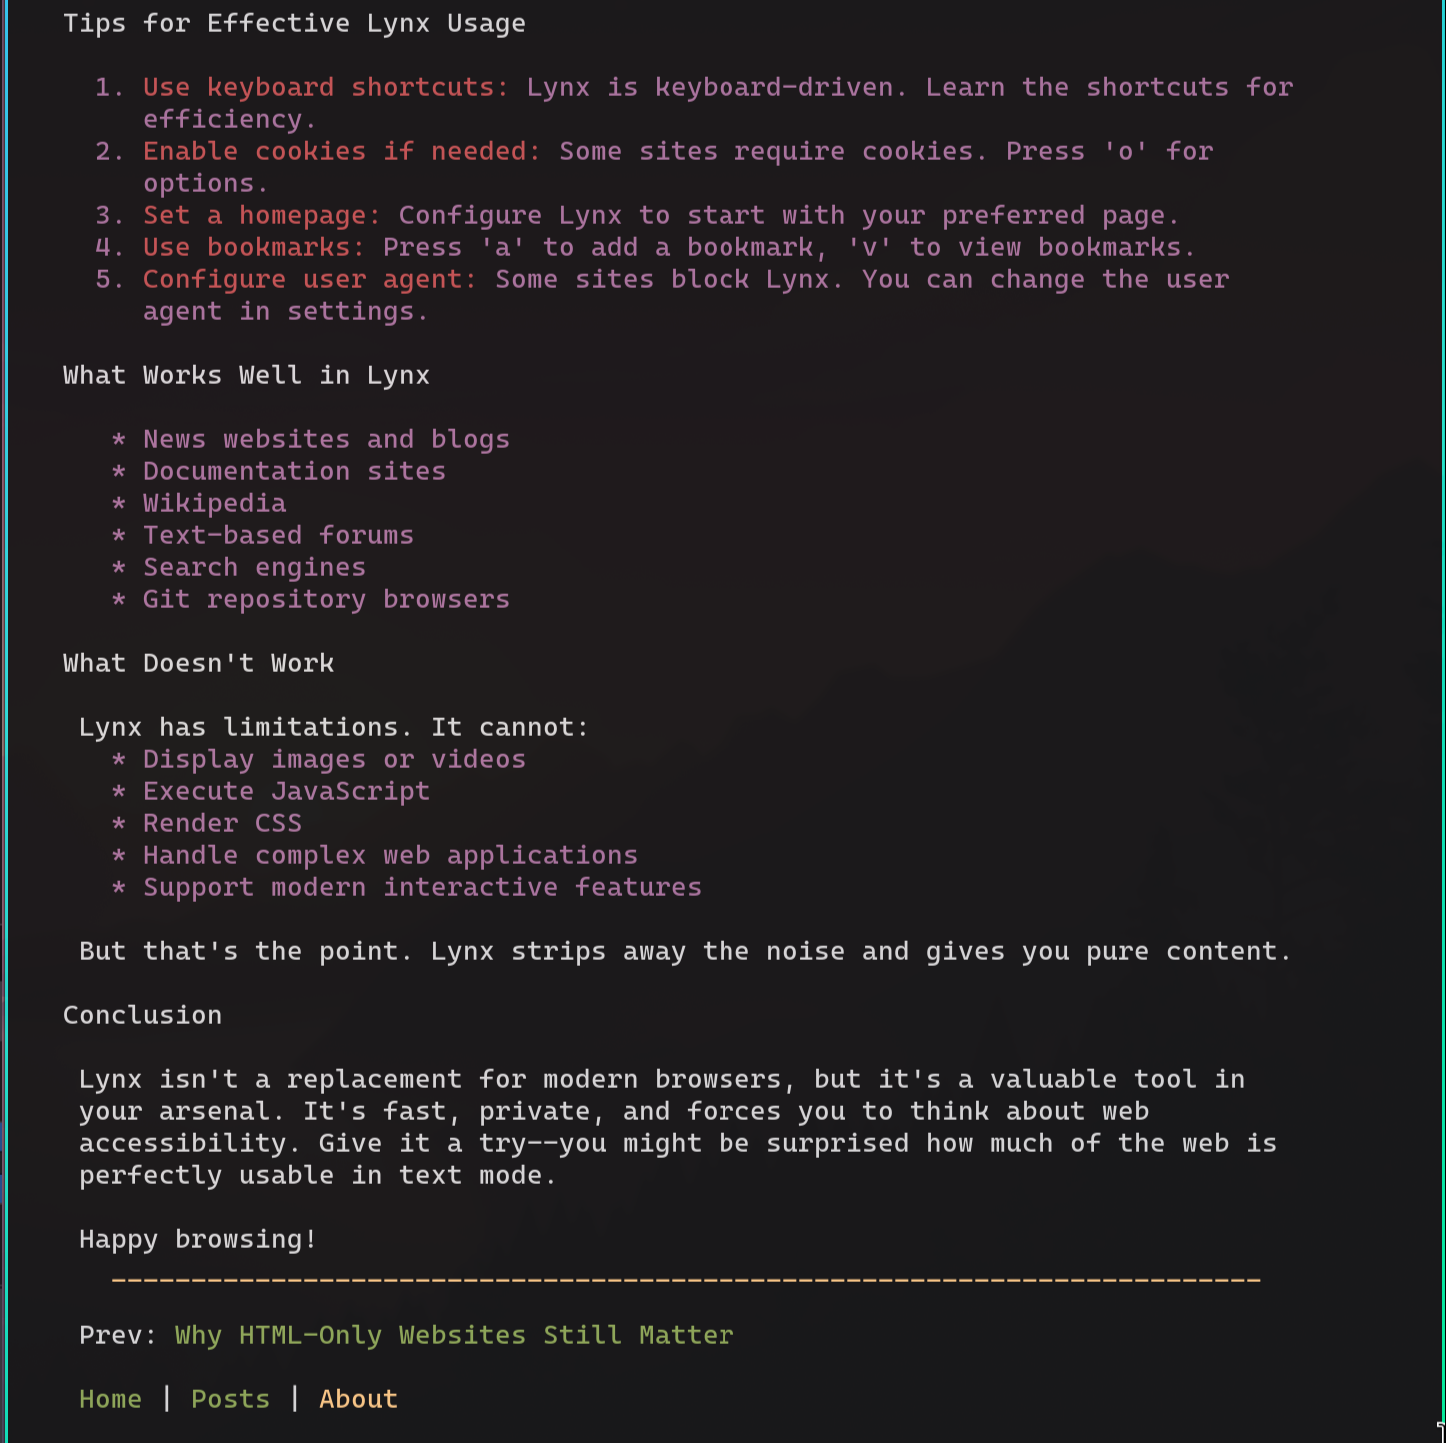 Tips for Effective Lynx Usage
1. Use keyboard shortcuts: Lynx is keyboard-driven. Learn the shortcuts for
efficiency.
2. Enable cookies if needed: Some sites require cookies. Press 'o' for
options.
3. Set a homepage: Configure Lynx to start with your preferred page.
4. Use bookmarks: Press 'a' to add a bookmark, 'v' to view bookmarks.
5. Configure user agent: Some sites block Lynx. You can change the user
agent in settings.
What Works Well in Lynx
* News websites and blogs
* Documentation sites
* Wikipedia
* Text-based forums
* Search engines
* Git repository browsers
What Doesn't Work
Lynx has limitations. It cannot:
* Display images or videos
* Execute JavaScript
* Render CSS
* Handle complex web applications
* Support modern interactive features
But that's the point. Lynx strips away the noise and gives you pure content.
Conclusion
Lynx isn't a replacement for modern browsers, but it's a valuable tool in
your arsenal. It's fast, private, and forces you to think about web
accessibility. Give it a try--you might be surprised how much of the web is
perfectly usable in text mode.
Happy browsing!
________________________________________________________________________
Prev: Why HTML-Only Websites Still Matter
Home | Posts | About